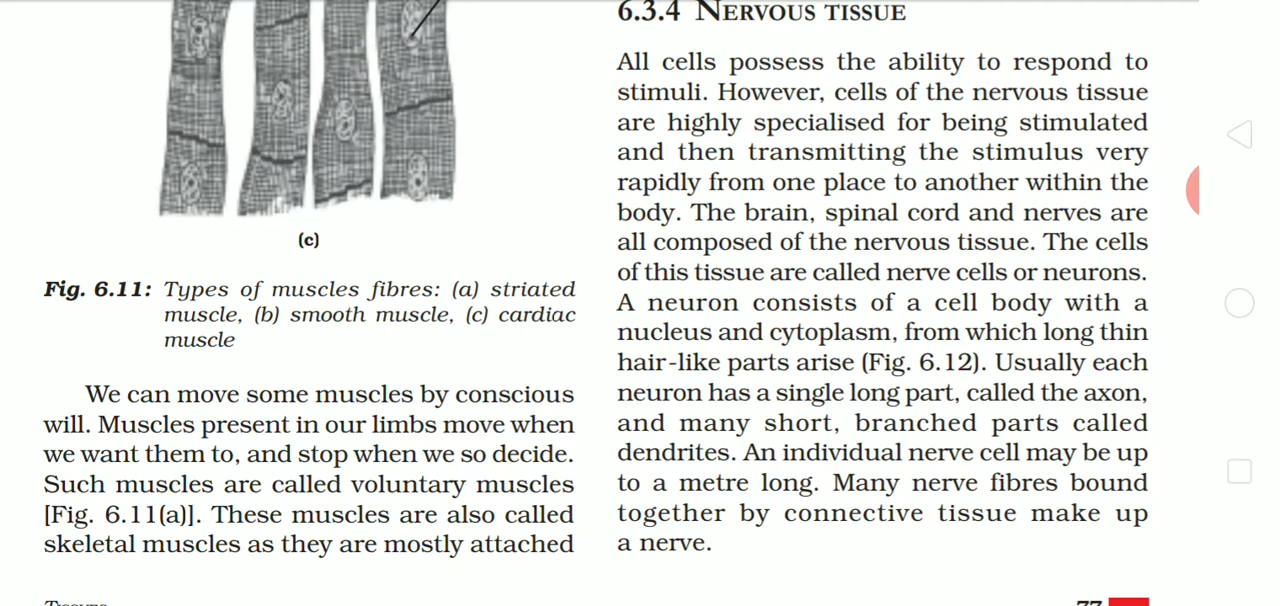 (c)
Fig. 6.11: Types of muscles fibres: (a) striated
muscle, (b) smooth muscle, (c) cardiac
muscle
We can move some muscles by conscious
will. Muscles present in our limbs move when
we want them to, and stop when we so decide.
Such muscles are called voluntary muscles
[Fig. 6.11(a)]. These muscles are also called
skeletal muscles as they are mostly attached
6.3.4 NERVOUS TISSUE
All cells possess the ability to respond to
stimuli. However, cells of the nervous tissue
are highly specialised for being stimulated
and then transmitting the stimulus very
rapidly from one place to another within the
body. The brain, spinal cord and nerves are
all composed of the nervous tissue. The cells
of this tissue are called nerve cells or neurons.
A neuron consists of a cell body with a
nucleus and cytoplasm, from which long thin
hair-like parts arise (Fig. 6.12). Usually each
neuron has a single long part, called the axon,
and many short, branched parts called
dendrites. An individual nerve cell may be up
to a metre long. Many nerve fibres bound
together by connective tissue make up
a nerve.